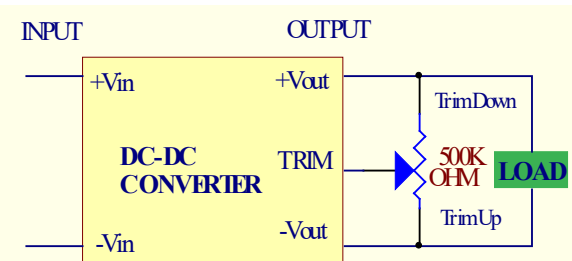 INPUT
OUTPUT
+Vin
+Vout
TrimDown
DC-DC
CONVERTER
TRIM
500K
OHM
LOAD
TrimUp
-Vin
-Vout